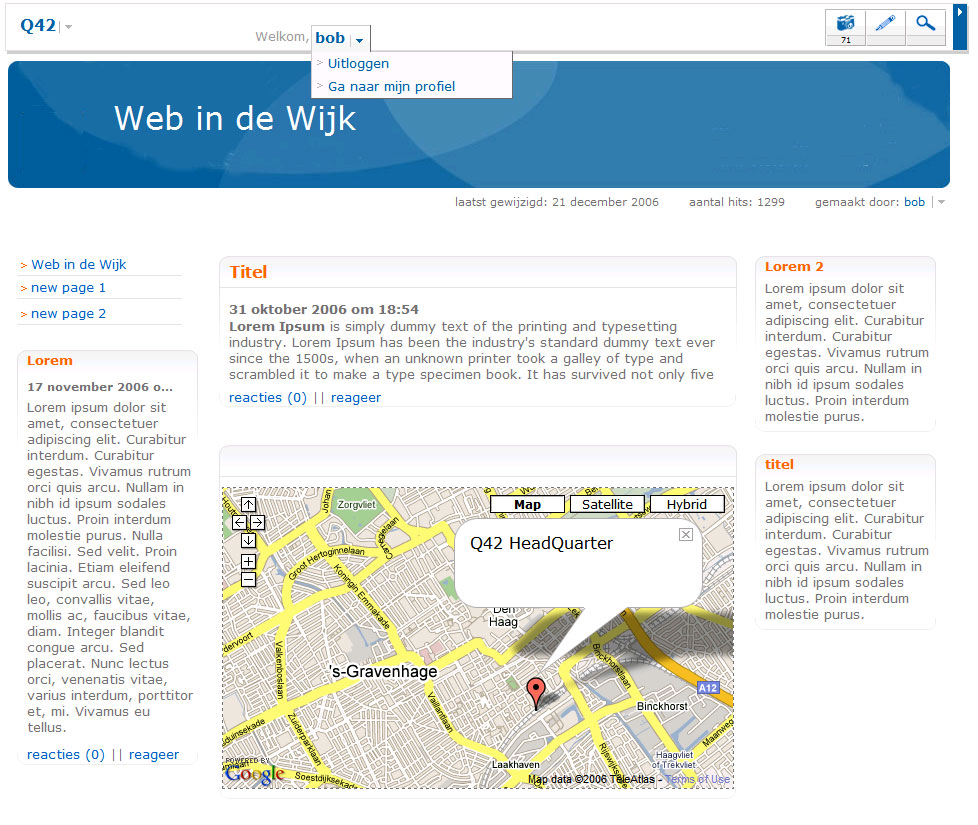 Q42
Welkom, bob
71
> Uitloggen
> Ga naar mijn profiel
Web in de Wijk
laatst gewijzigd: 21 december 2006 aantal hits: 1299 gemaakt door: bob
> Web in de Wijk
> new page 1
> new page 2
Lorem
17 november 2006 o...
Lorem ipsum dolor sit
amet, consectetuer
adipiscing elit. Curabitur
interdum. Curabitur
egestas. Vivamus rutrum
orci quis arcu. Nullam in
nibh id ipsum sodales
luctus. Proin interdum
molestie purus. Nulla
facilisi. Sed velit. Proin
lacinia. Etiam eleifend
suscipit arcu. Sed leo
leo, convallis vitae,
mollis ac, faucibus vitae,
diam. Integer blandit
congue arcu. Sed
placerat. Nunc lectus
orci, venenatis vitae,
varius interdum, porttitor
et, mi. Vivamus eu
tellus.
reacties (0) || reageer
Titel
31 oktober 2006 om 18:54
Lorem Ipsum is simply dummy text of the printing and typesetting
industry. Lorem Ipsum has been the industry's standard dummy text ever
since the 1500s, when an unknown printer took a galley of type and
scrambled it to make a type specimen book. It has survived not only five
reacties (0) || reageer
Map Satellite Hybrid
Zorgvliet
Q42 HeadQuarter
Groot Hertoginnelaan
Koningin Emmakade
Den
Haag
Valkenboslaan
's-Gravenhage
Binckhorstlaan
A12
Vaillantlaan
Binckhorst
Zuiderparklaan
Haagvliet
of Trekvliet
Laakhaven
POWERED BY
Google
Soestdijksekade
Map data ©2006 TeleAtlas - Terms of Use
Lorem 2
Lorem ipsum dolor sit
amet, consectetuer
adipiscing elit. Curabitur
interdum. Curabitur
egestas. Vivamus rutrum
orci quis arcu. Nullam in
nibh id ipsum sodales
luctus. Proin interdum
molestie purus.
titel
Lorem ipsum dolor sit
amet, consectetuer
adipiscing elit. Curabitur
interdum. Curabitur
egestas. Vivamus rutrum
orci quis arcu. Nullam in
nibh id ipsum sodales
luctus. Proin interdum
molestie purus.